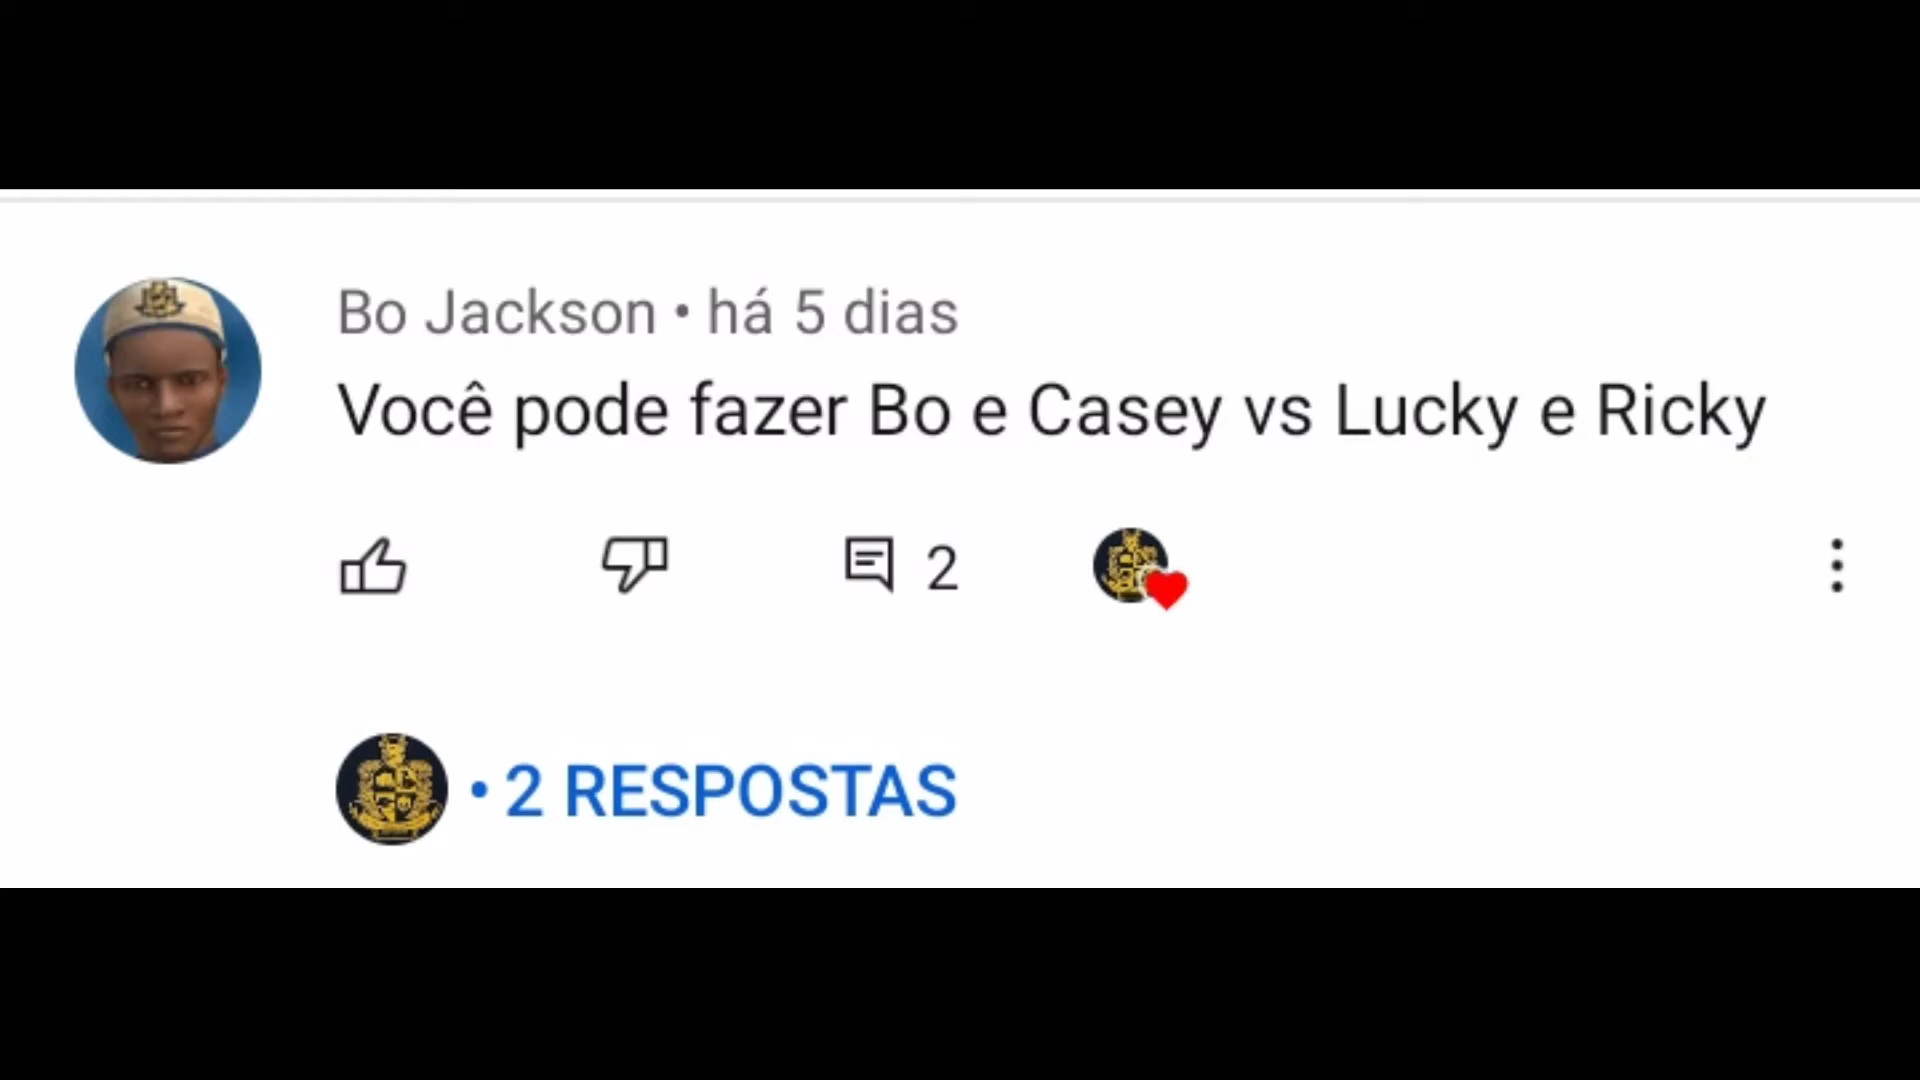 Bo Jackson • há 5 dias
Você pode fazer Bo e Casey vs Lucky e Ricky
2
• 2 RESPOSTAS